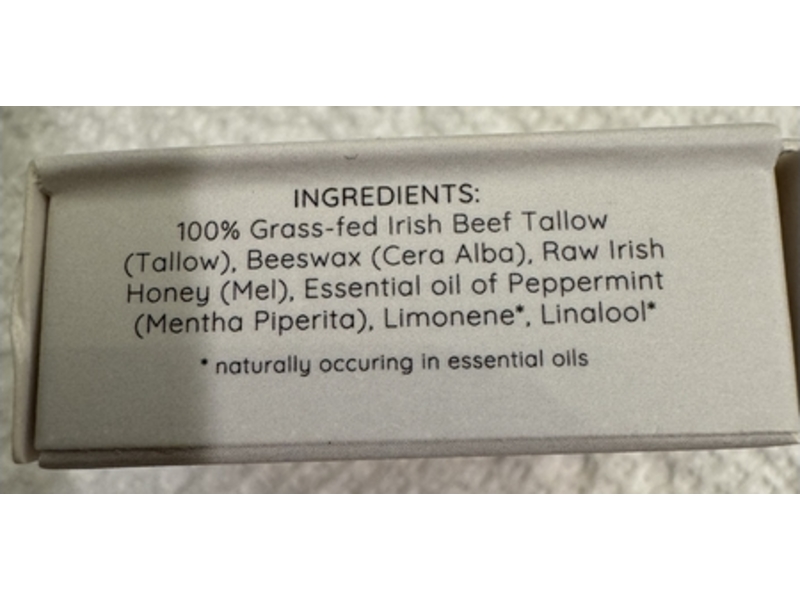 INGREDIENTS:
100% Grass-fed Irish Beef Tallow
(Tallow), Beeswax (Cera Alba), Raw Irish
Honey (Mel), Essential oil of Peppermint
(Mentha Piperita), Limonene*, Linalool*
* naturally occuring in essential oils